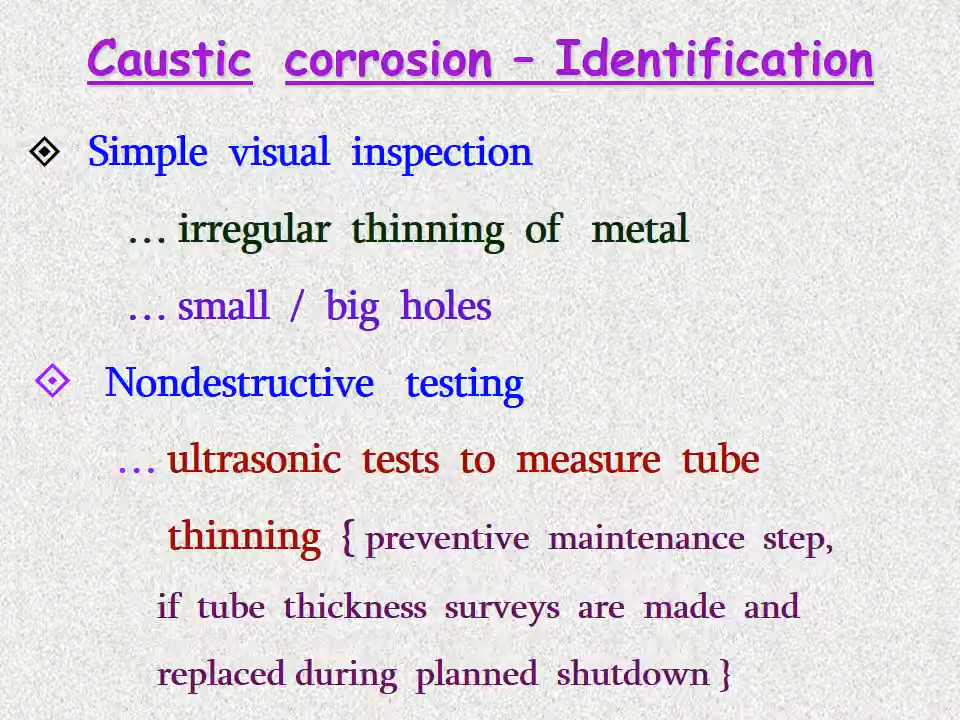 Caustic corrosion – Identification
Simple visual inspection
… irregular thinning of metal
… small / big holes
Nondestructive testing
… ultrasonic tests to measure tube
thinning { preventive maintenance step,
if tube thickness surveys are made and
replaced during planned shutdown }